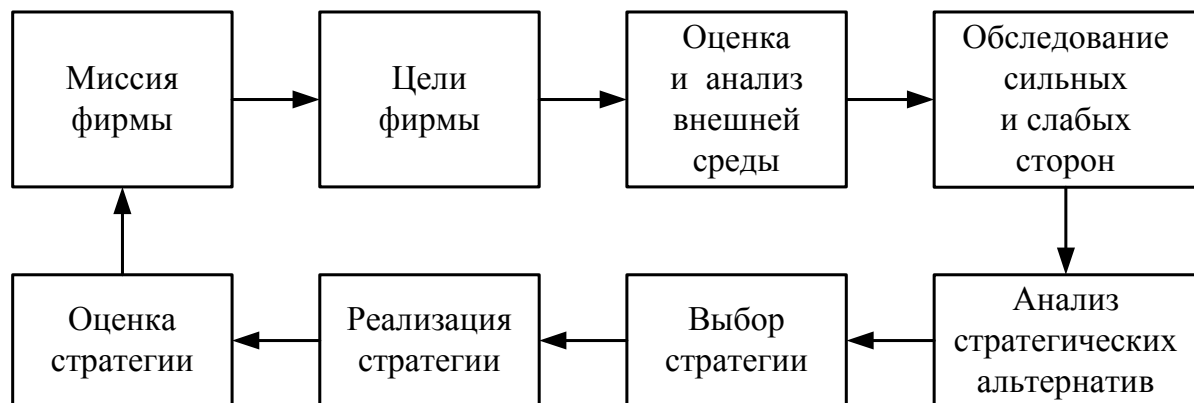 Миссия
фирмы
Цели
фирмы
Оценка
и анализ
внешней
среды
Обследование
сильных
и слабых
сторон
Оценка
стратегии
Реализация
стратегии
Выбор
стратегии
Анализ
стратегических
альтернатив